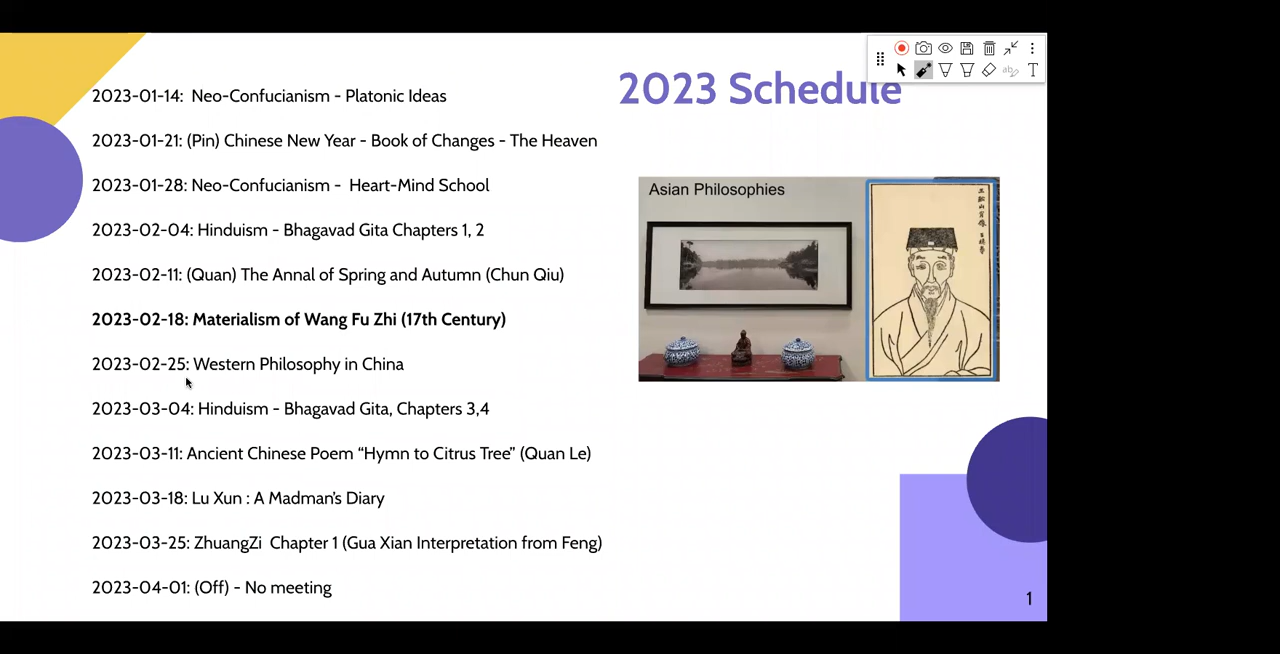 2023 Schedule
2023-01-14:  Neo-Confucianism - Platonic Ideas
2023-01-21: (Pin) Chinese New Year - Book of Changes - The Heaven
2023-01-28: Neo-Confucianism -  Heart-Mind School
2023-02-04: Hinduism - Bhagavad Gita Chapters 1, 2
2023-02-11: (Quan) The Annal of Spring and Autumn (Chun Qiu)
2023-02-18: Materialism of Wang Fu Zhi (17th Century)
2023-02-25: Western Philosophy in China
2023-03-04: Hinduism - Bhagavad Gita, Chapters 3,4
2023-03-11: Ancient Chinese Poem “Hymn to Citrus Tree” (Quan Le)
2023-03-18: Lu Xun : A Madman’s Diary
2023-03-25: ZhuangZi  Chapter 1 (Gua Xian Interpretation from Feng)
2023-04-01: (Off) - No meeting
Asian Philosophies
1